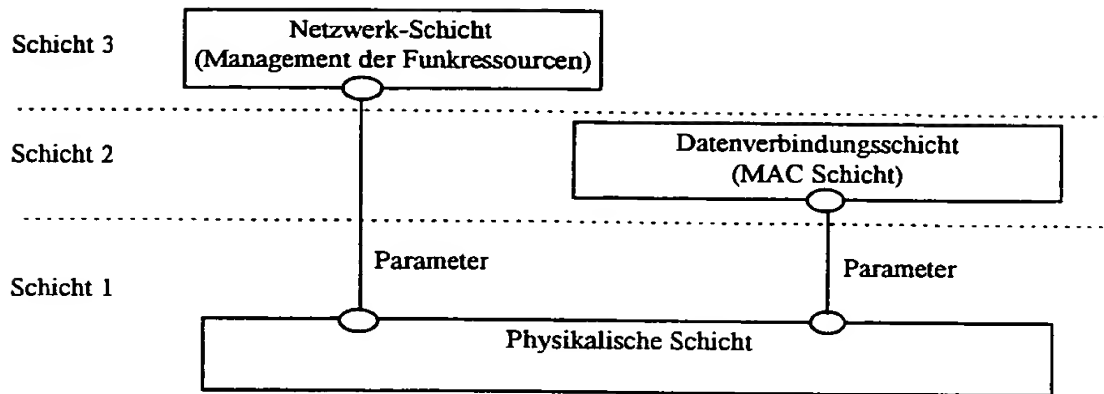 Schicht 3
Netzwerk-Schicht
(Management der Funkressourcen)
Schicht 2
Datenverbindungsschicht
(MAC Schicht)
Parameter
Parameter
Schicht 1
Physikalische Schicht